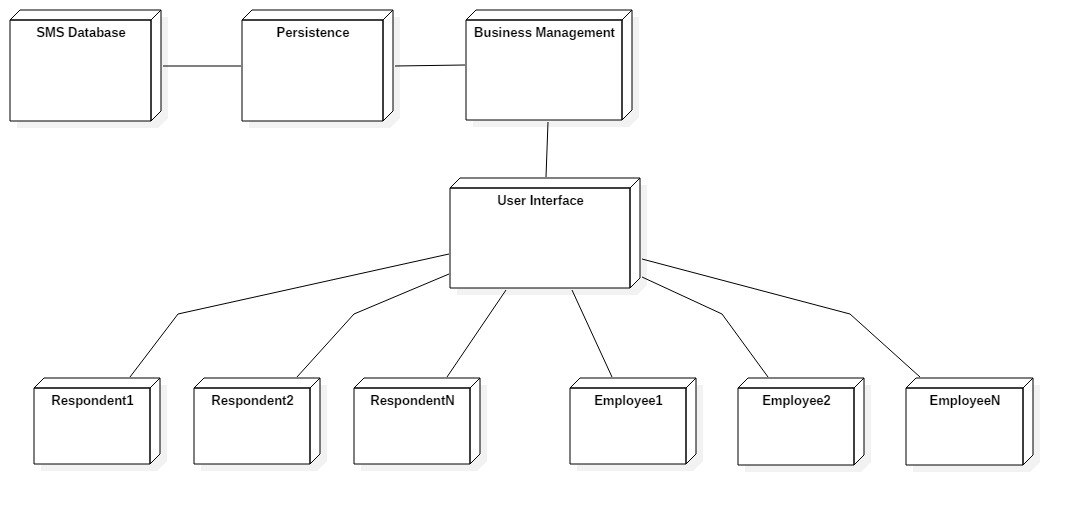 SMS Database
Persistence
Business Management
User Interface
Respondent1
Respondent2
RespondentN
Employee1
Employee2
EmployeeN